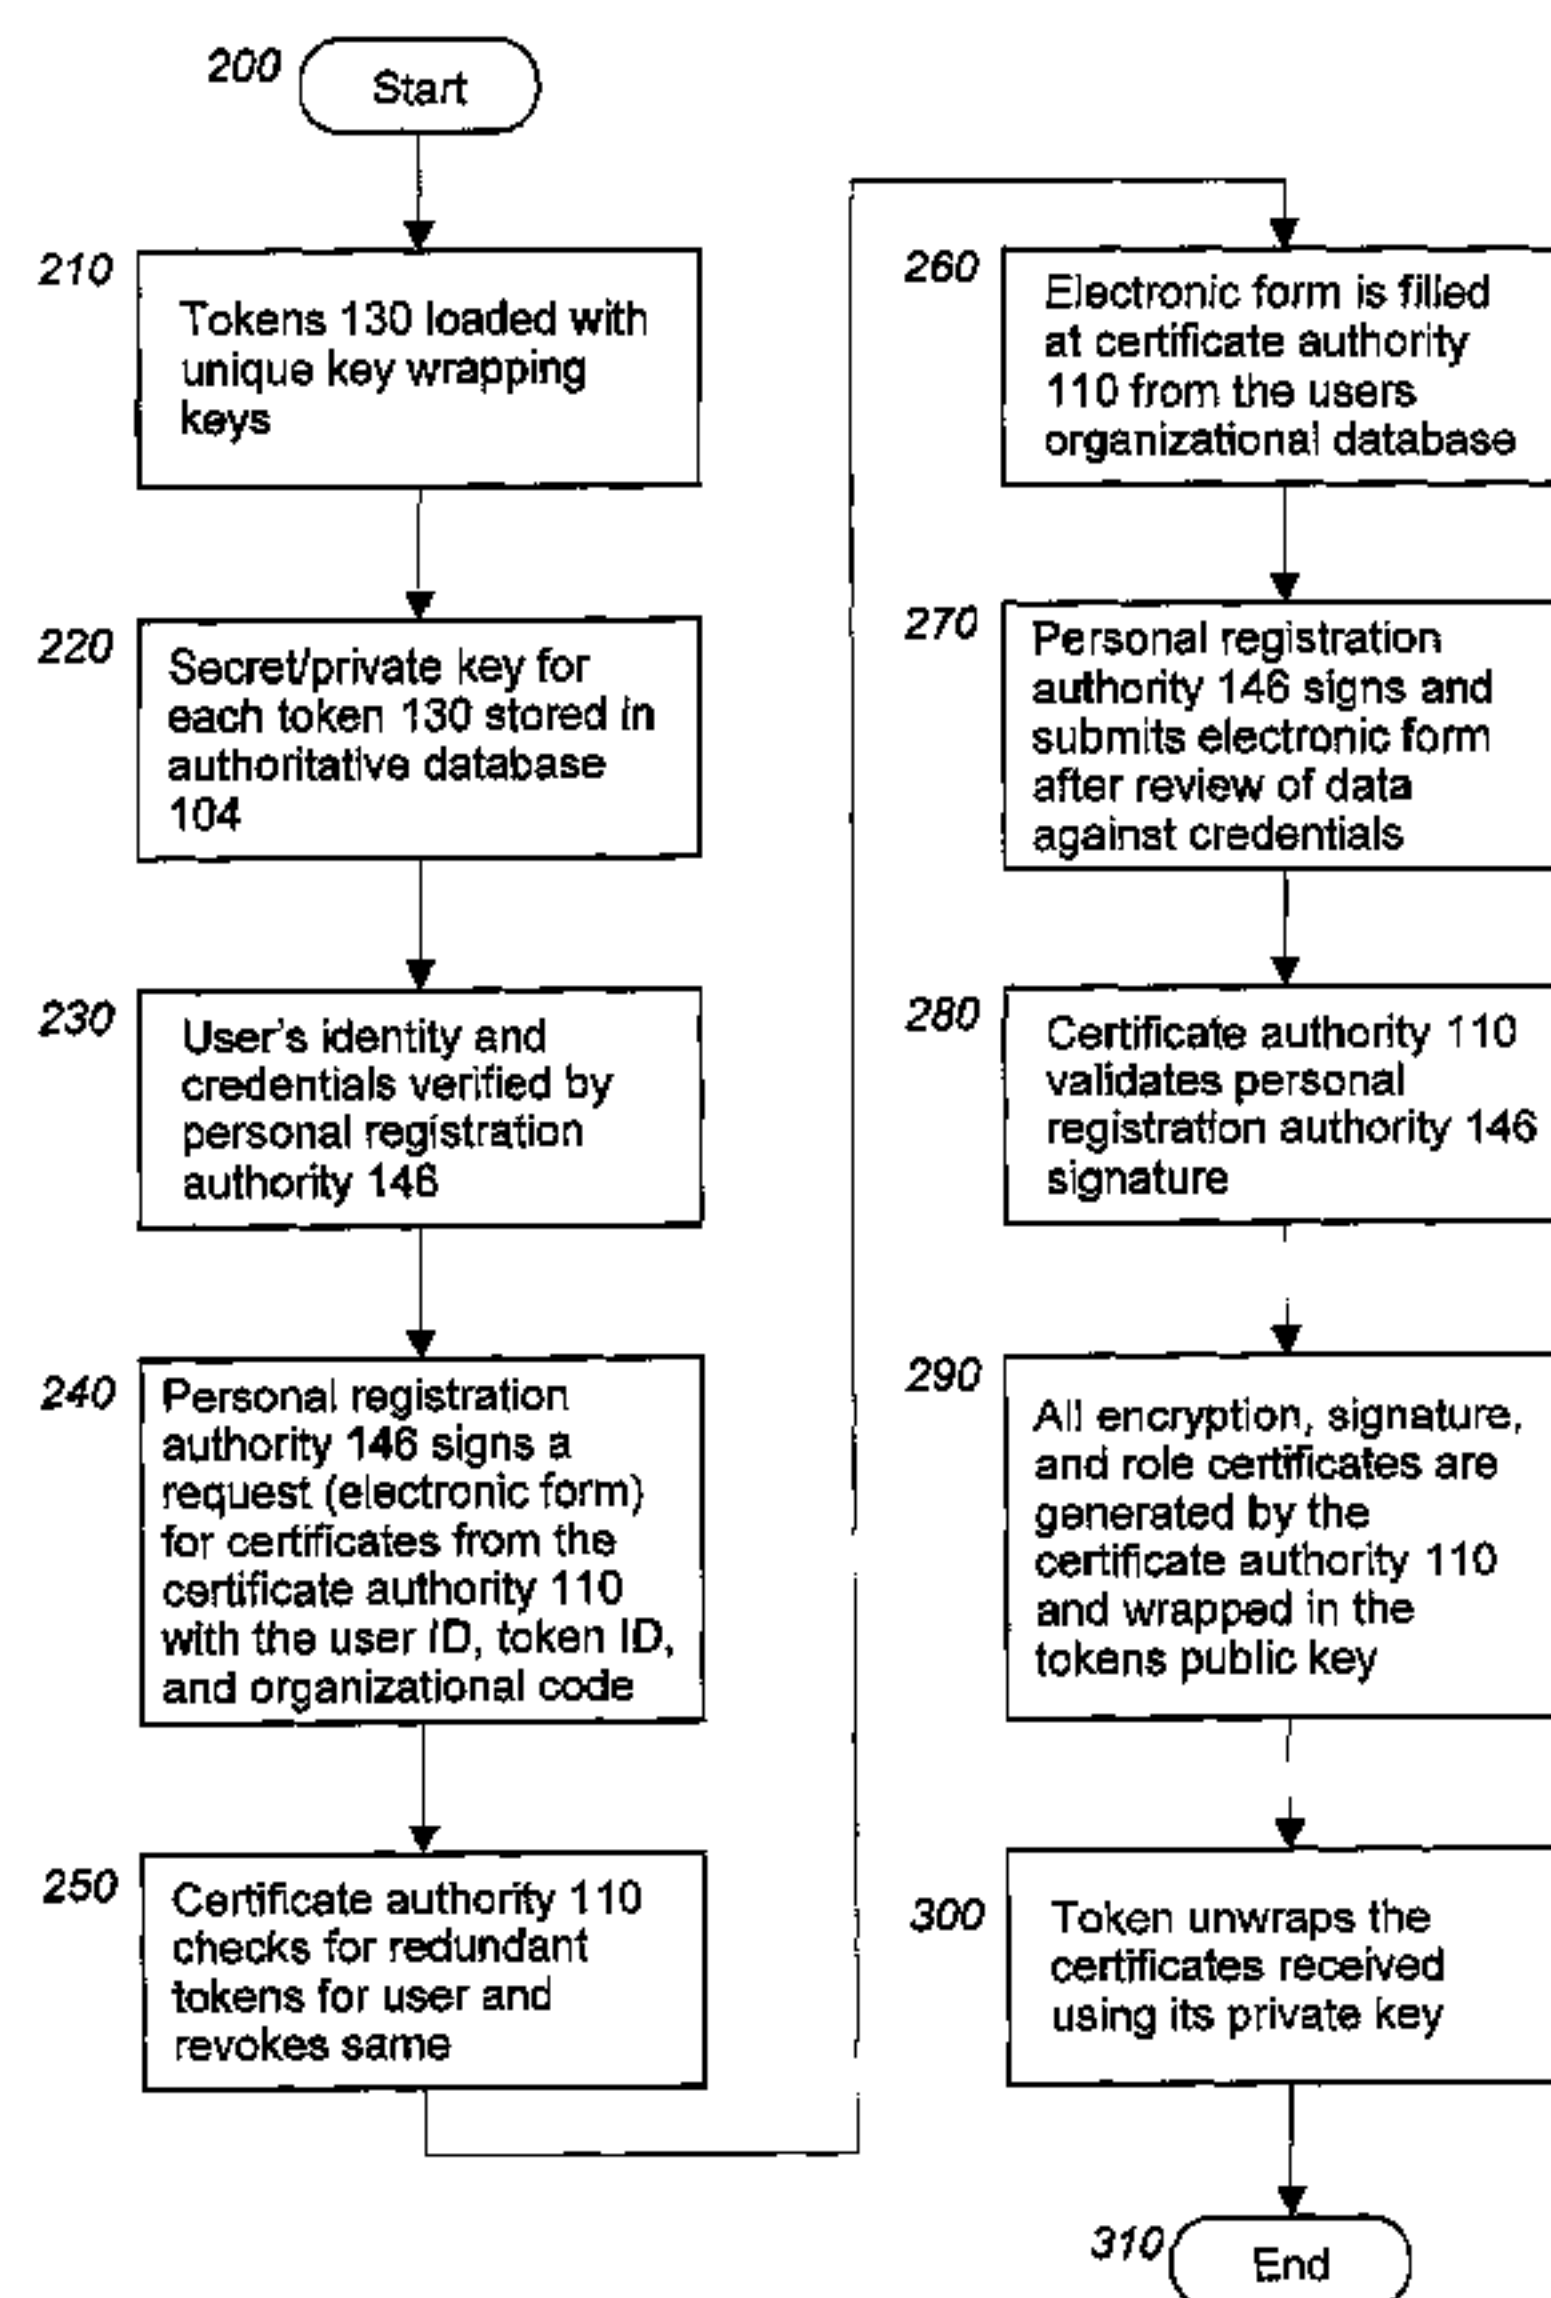 200
Start
210
Tokens 130 loaded with
unique key wrapping
keys
220
Secret/private key for
each token 130 stored in
authoritative database
104
230
User's identity and
credentials verified by
personal registration
authority 146
240
Personal registration
authority 146 signs a
request (electronic form)
for certificates from the
certificate authority 110
with the user ID, token ID,
and organizational code
250
Certificate authority 110
checks for redundant
tokens for user and
revokes same
260
Electronic form is filled
at certificate authority
110 from the users
organizational database
270
Personal registration
authority 146 signs and
submits electronic form
after review of data
against credentials
280
Certificate authority 110
validates personal
registration authority 146
signature
290
All encryption, signature,
and role certificates are
generated by the
certificate authority 110
and wrapped in the
tokens public key
300
Token unwraps the
certificates received
using its private key
310
End